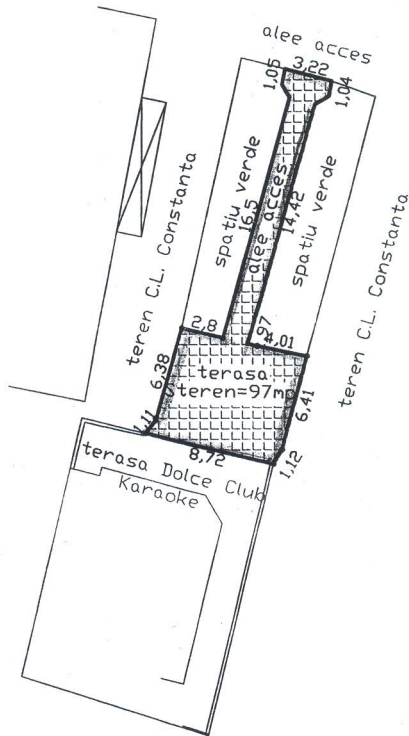 alee acces
3,22
1,05
1,04
spatiu verde
16,5
alee acces
14,42
spatiu verde
teren C.L. Constanta
teren C.L. Constanta
2,8
,97
4,01
6,38
terasa
teren=97mp
6,41
1,11
8,72
1,12
terasa Dolce Club
Karaoke